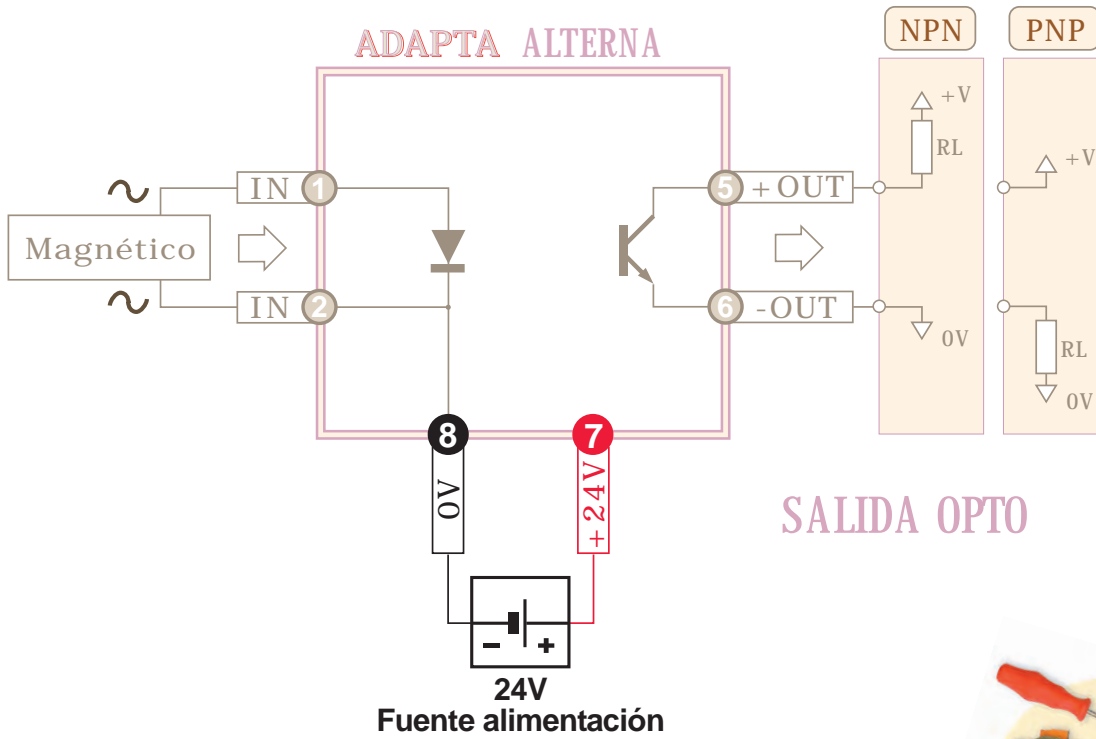 ADAPTA ALTERNA
NPN
PNP
+V
RL
+V
IN 1
5 +OUT
Magnético
IN 2
6 -OUT
0V
RL
0V
8
7
0V
+24V
SALIDA OPTO
- +
24V
Fuente alimentación